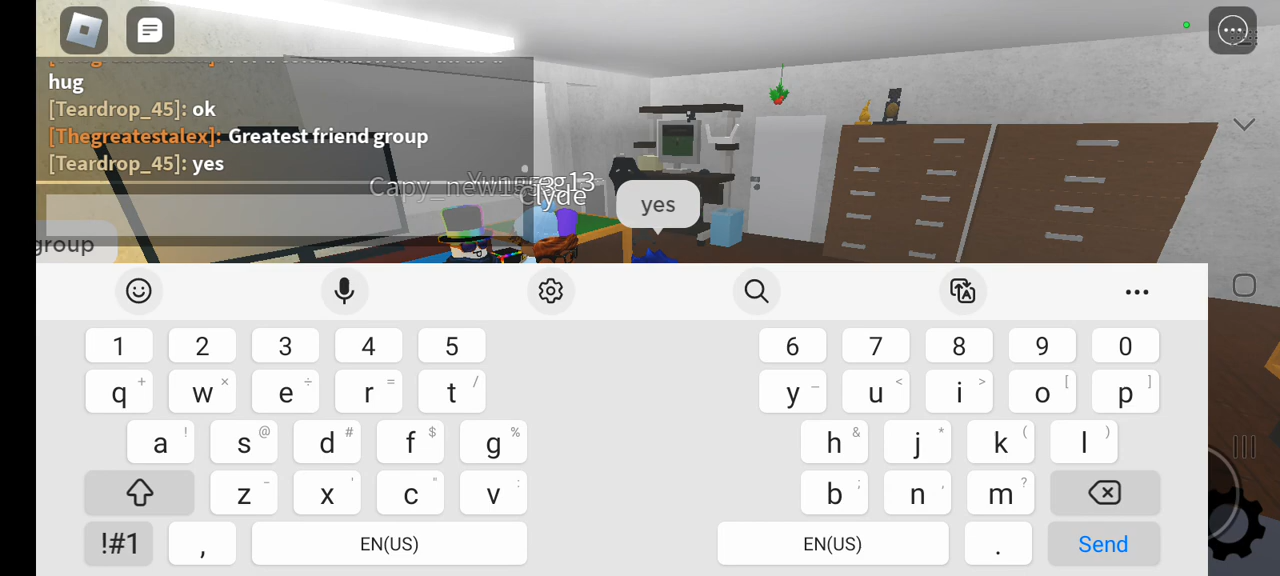 hug
[Teardrop_45]: ok
[Thegreatestalex]: Greatest friend group
[Teardrop_45]: yes
Clyde
yes
group
1 2 3 4 5 6 7 8 9 0
q + w × e ÷ r = t / y _ u < i > o [ p ]
a ! s @ d # f $ g % h & j * k ( l )
z - x ' c " v : b ; n , m ?
!#1 , EN(US) EN(US) . Send